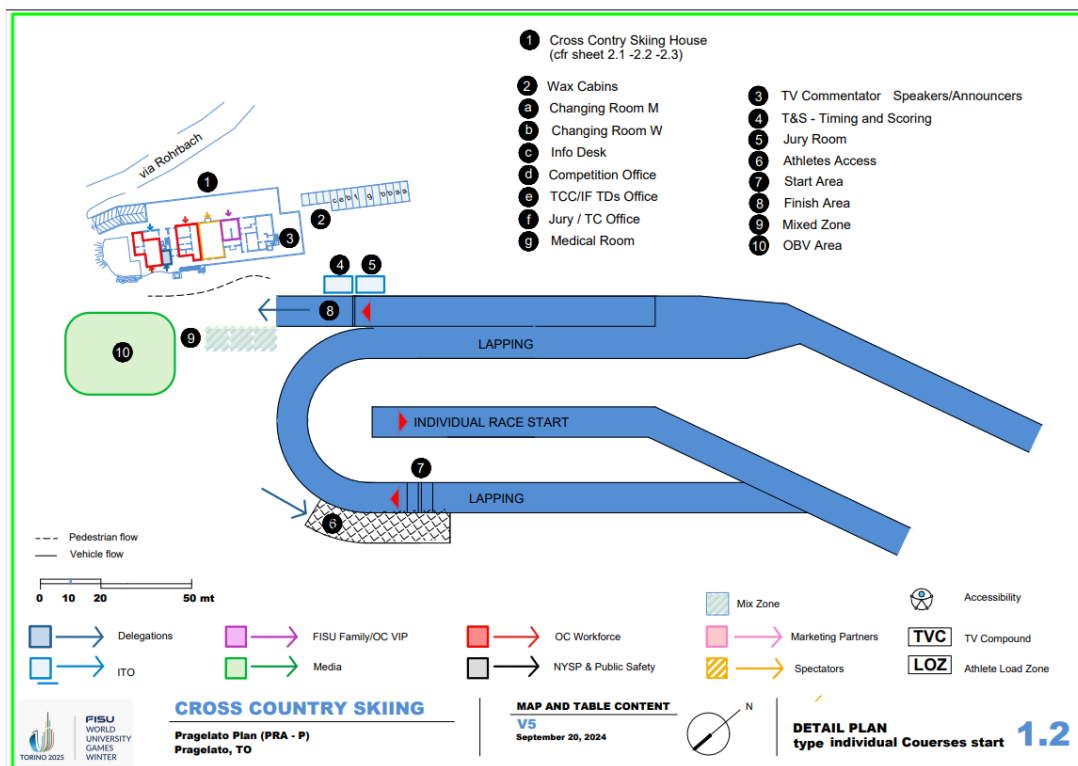 1 Cross Contry Skiing House
(cfr sheet 2.1 -2.2 -2.3)
2 Wax Cabins
a Changing Room M
b Changing Room W
c Info Desk
d Competition Office
e TCC/IF TDs Office
f Jury / TC Office
g Medical Room
3 TV Commentator Speakers/Announcers
4 T&S - Timing and Scoring
5 Jury Room
6 Athletes Access
7 Start Area
8 Finish Area
9 Mixed Zone
10 OBV Area
via Rohrbach
1
c e b f g b b a a
2
3
4
5
8
9
10
LAPPING
INDIVIDUAL RACE START
7
LAPPING
6
Pedestrian flow
Vehicle flow
0 10 20 50 mt
Mix Zone
Accessibility
Delegations
FISU Family/OC VIP
OC Workforce
Marketing Partners
TVC TV Compound
ITO
Media
NYSP & Public Safety
Spectators
LOZ Athlete Load Zone
TORINO 2025
FISU
WORLD
UNIVERSITY
GAMES
WINTER
CROSS COUNTRY SKIING
Pragelato Plan (PRA - P)
Pragelato, TO
MAP AND TABLE CONTENT
V5
September 20, 2024
N
DETAIL PLAN
type individual Couerses start
1.2